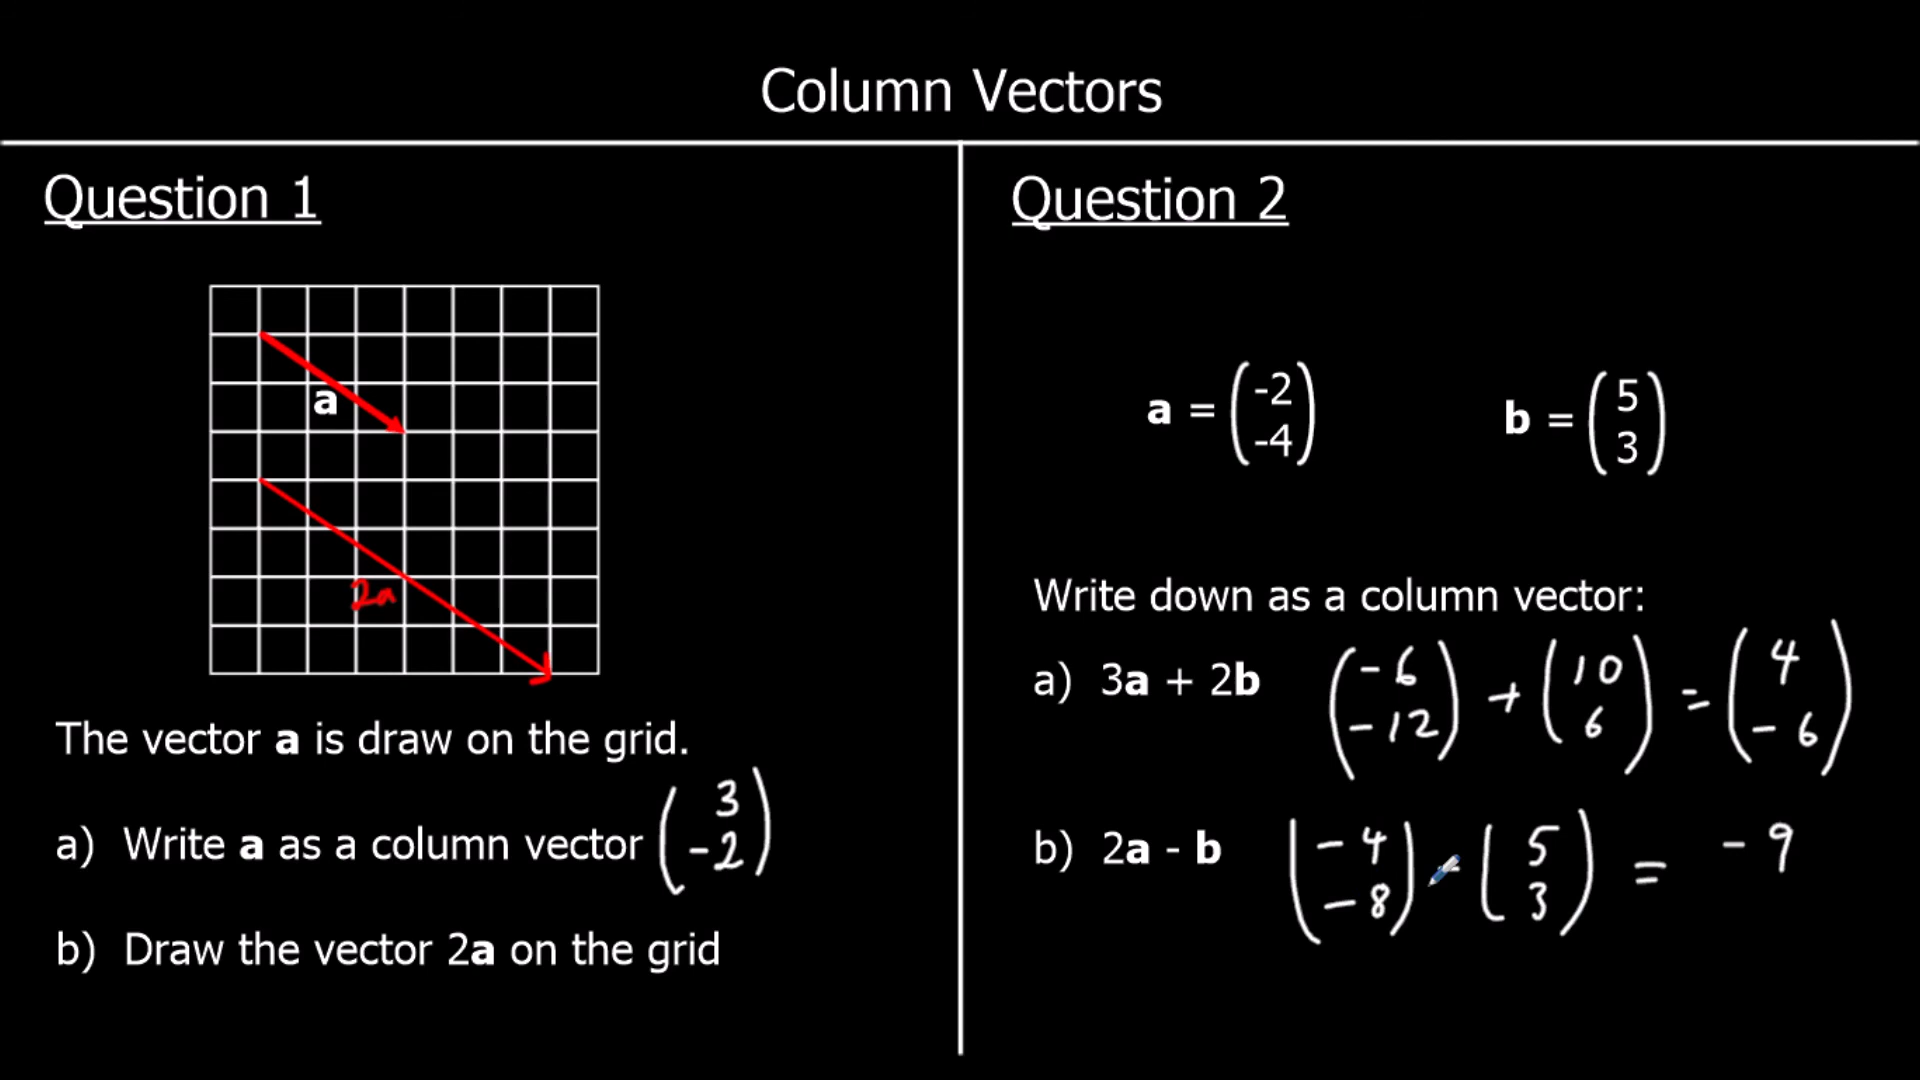 Column Vectors
Question 1
a
2a
The vector a is draw on the grid.
a) Write a as a column vector (3 -2)
b) Draw the vector 2a on the grid
Question 2
a = (-2 -4) b = (5 3)
Write down as a column vector:
a) 3a + 2b (-6 -12) + (10 6) = (4 -6)
b) 2a - b (-4 -8) - (5 3) = -9